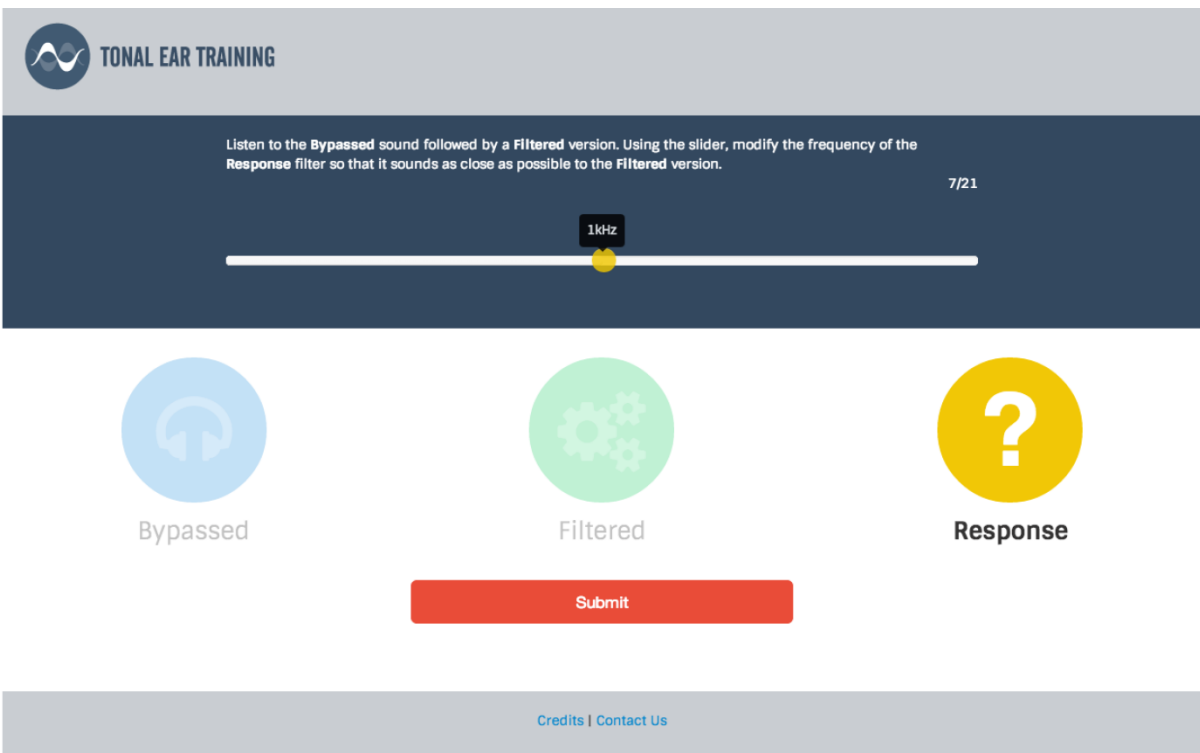 TONAL EAR TRAINING
Listen to the Bypassed sound followed by a Filtered version. Using the slider, modify the frequency of the
Response filter so that it sounds as close as possible to the Filtered version.
7/21
1kHz
?
Bypassed
Filtered
Response
Submit
Credits | Contact Us